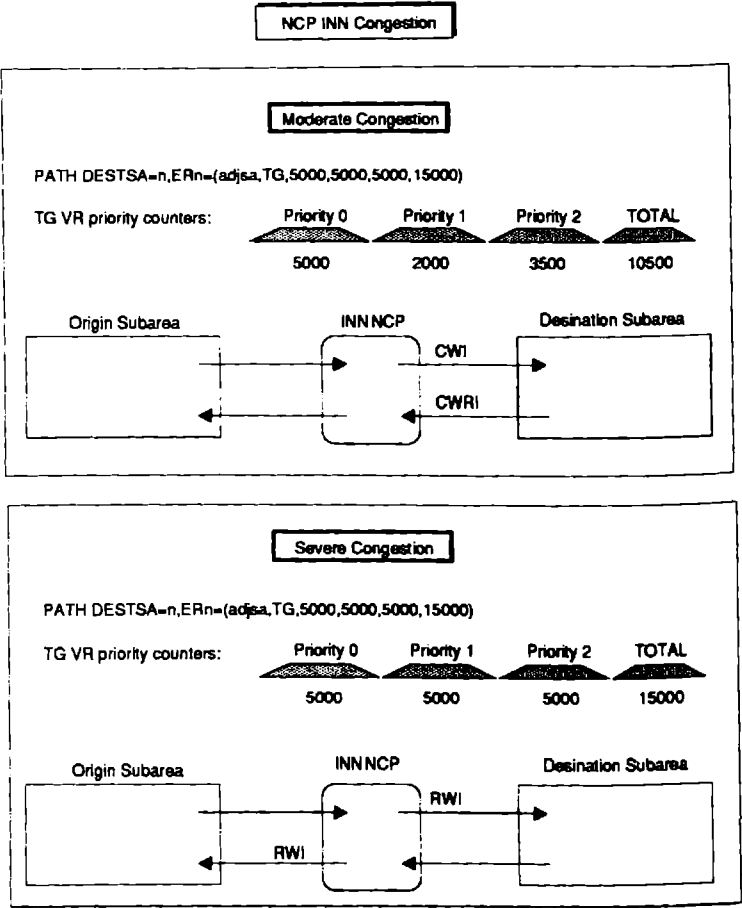 NCP INN Congestion
Moderate Congestion
PATH DESTSA=n,ERn=(adjsa,TG,5000,5000,5000,15000)
TG VR priority counters: Priority 0 Priority 1 Priority 2 TOTAL
5000 2000 3500 10500
Origin Subarea INN NCP Desination Subarea
CWI
CWRI
Severe Congestion
PATH DESTSA=n,ERn=(adjsa,TG,5000,5000,5000,15000)
TG VR priority counters: Priority 0 Priority 1 Priority 2 TOTAL
5000 5000 5000 15000
Origin Subarea INN NCP Desination Subarea
RWI
RWI